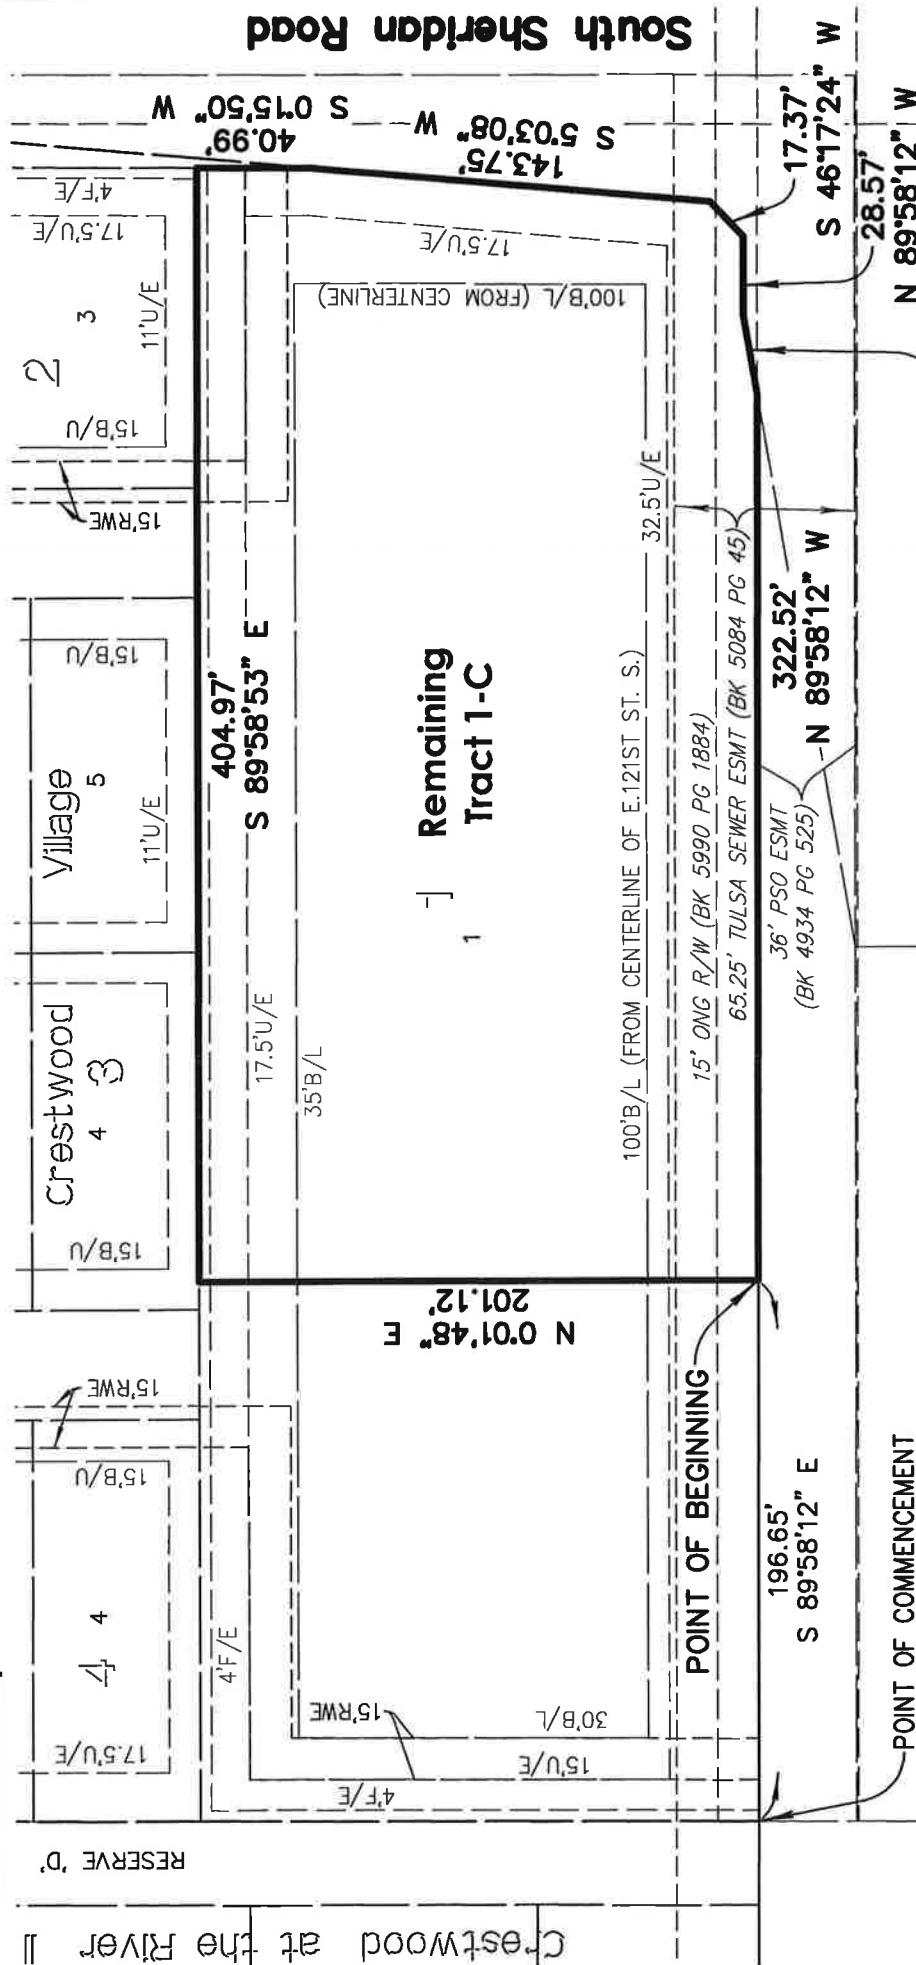 South Sheridan Road
Crestwood
Village
4
3
5
2
3
15'B/U
11'U/E
15'B/U
15'B/U
11'U/E
17.5'U/E
4'F/E
15'RWE
S 0°15'50" W
40.99'
S 5°03'08" W
143.75'
17.37'
S 46°17'24" W
28.57'
N 89°58'12" W
404.97'
S 89°58'53" E
17.5'U/E
35'B/L
17.5'U/E
100'B/L (FROM CENTERLINE)
Remaining
Tract 1-C
1
100'B/L (FROM CENTERLINE OF E.121ST ST. S.)
32.5'U/E
15' ONG R/W (BK 5990 PG 1884)
65.25' TULSA SEWER ESMT (BK 5084 PG 45)
36' PSO ESMT
(BK 4934 PG 525)
322.52'
N 89°58'12" W
N 0°01'48" E
201.12'
15'RWE
4
4
15'B/U
17.5'U/E
4'F/E
15'RWE
30'B/L
15'U/E
4'F/E
POINT OF BEGINNING
196.65'
S 89°58'12" E
POINT OF COMMENCEMENT
RESERVE 'D'
Crestwood at the River II